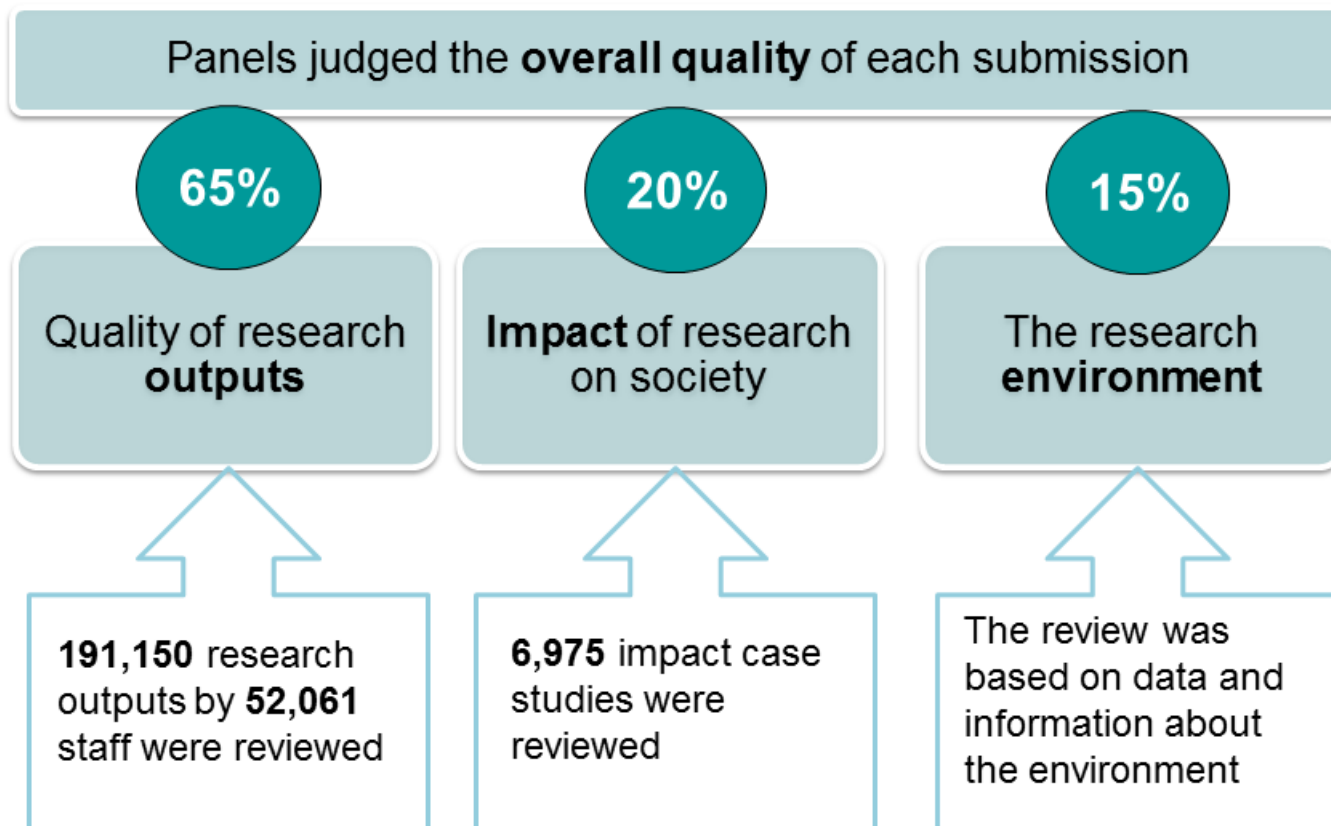 Panels judged the overall quality of each submission
65%
20%
15%
Quality of research
outputs
Impact of research
on society
The research
environment
191,150 research
outputs by 52,061
staff were reviewed
6,975 impact case
studies were
reviewed
The review was
based on data and
information about
the environment